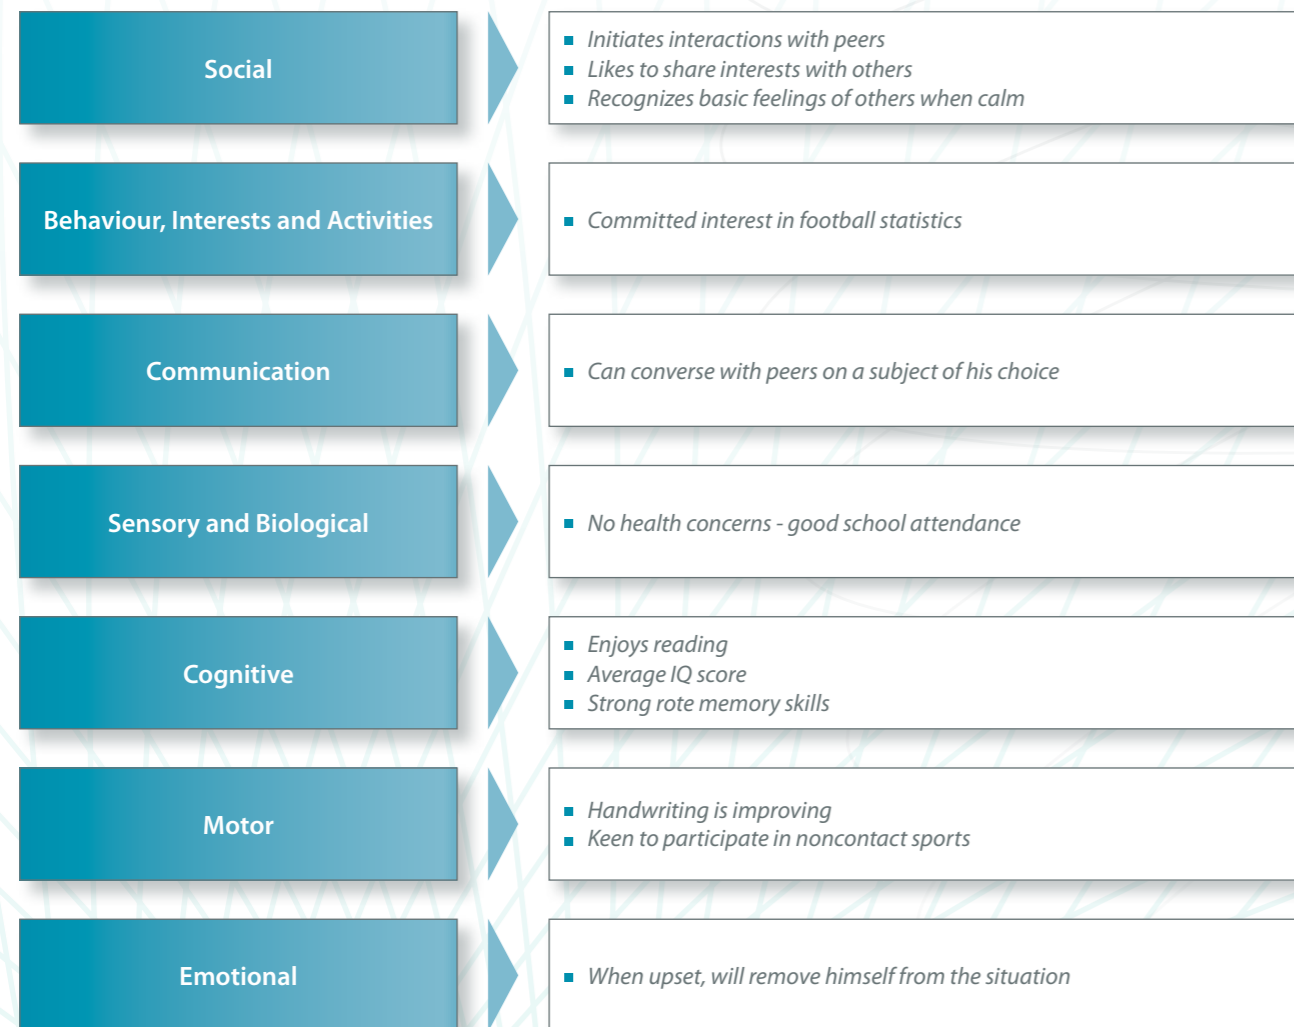 Social
Initiates interactions with peers
Likes to share interests with others
Recognizes basic feelings of others when calm
Behaviour, Interests and Activities
Committed interest in football statistics
Communication
Can converse with peers on a subject of his choice
Sensory and Biological
No health concerns - good school attendance
Cognitive
Enjoys reading
Average IQ score
Strong rote memory skills
Motor
Handwriting is improving
Keen to participate in noncontact sports
Emotional
When upset, will remove himself from the situation